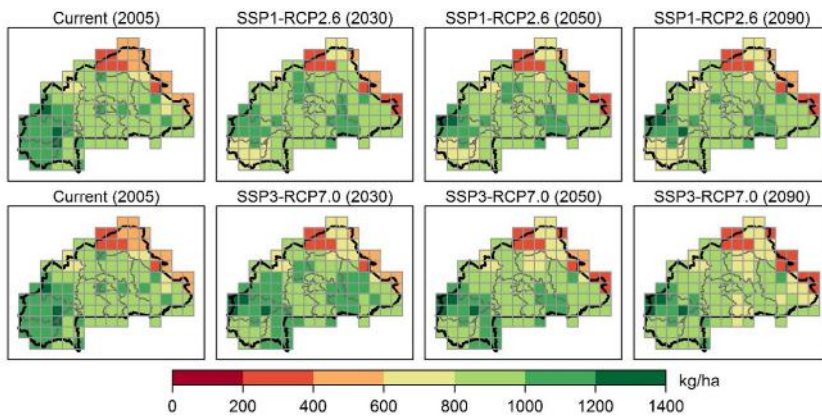 Current (2005) SSP1-RCP2.6 (2030) SSP1-RCP2.6 (2050) SSP1-RCP2.6 (2090)
Current (2005) SSP3-RCP7.0 (2030) SSP3-RCP7.0 (2050) SSP3-RCP7.0 (2090)
kg/ha
0 200 400 600 800 1000 1200 1400